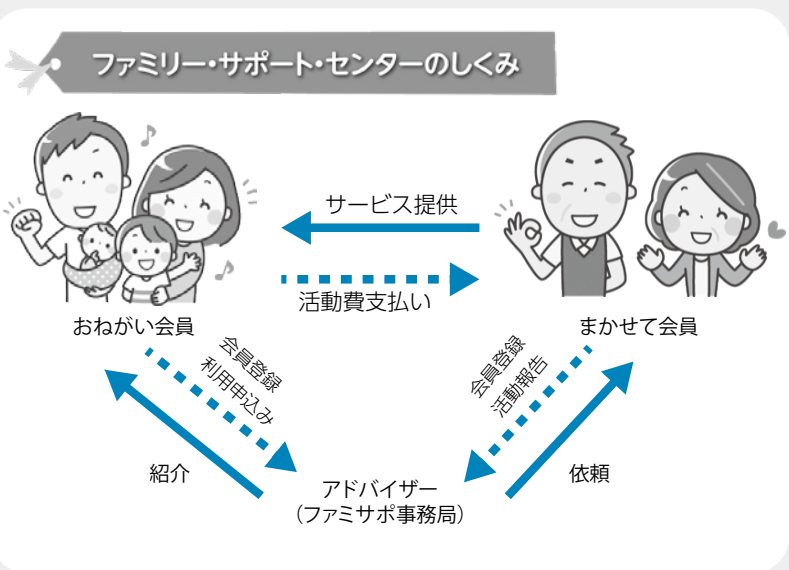 ファミリー・サポート・センターのしくみ
サービス提供
活動費支払い
おねがい会員
まかせて会員
会員登録
利用申込み
会員登録
活動報告
紹介
依頼
アドバイザー
（ファミサポ事務局）